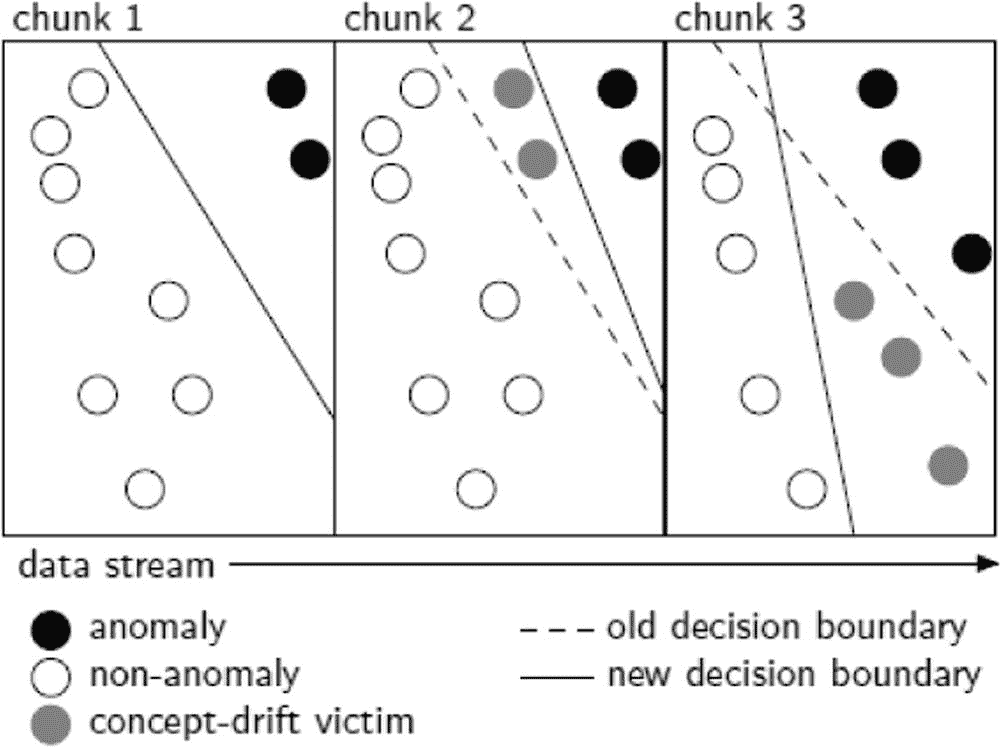 chunk 1 chunk 2 chunk 3
data stream
anomaly
non-anomaly
concept-drift victim
old decision boundary
new decision boundary